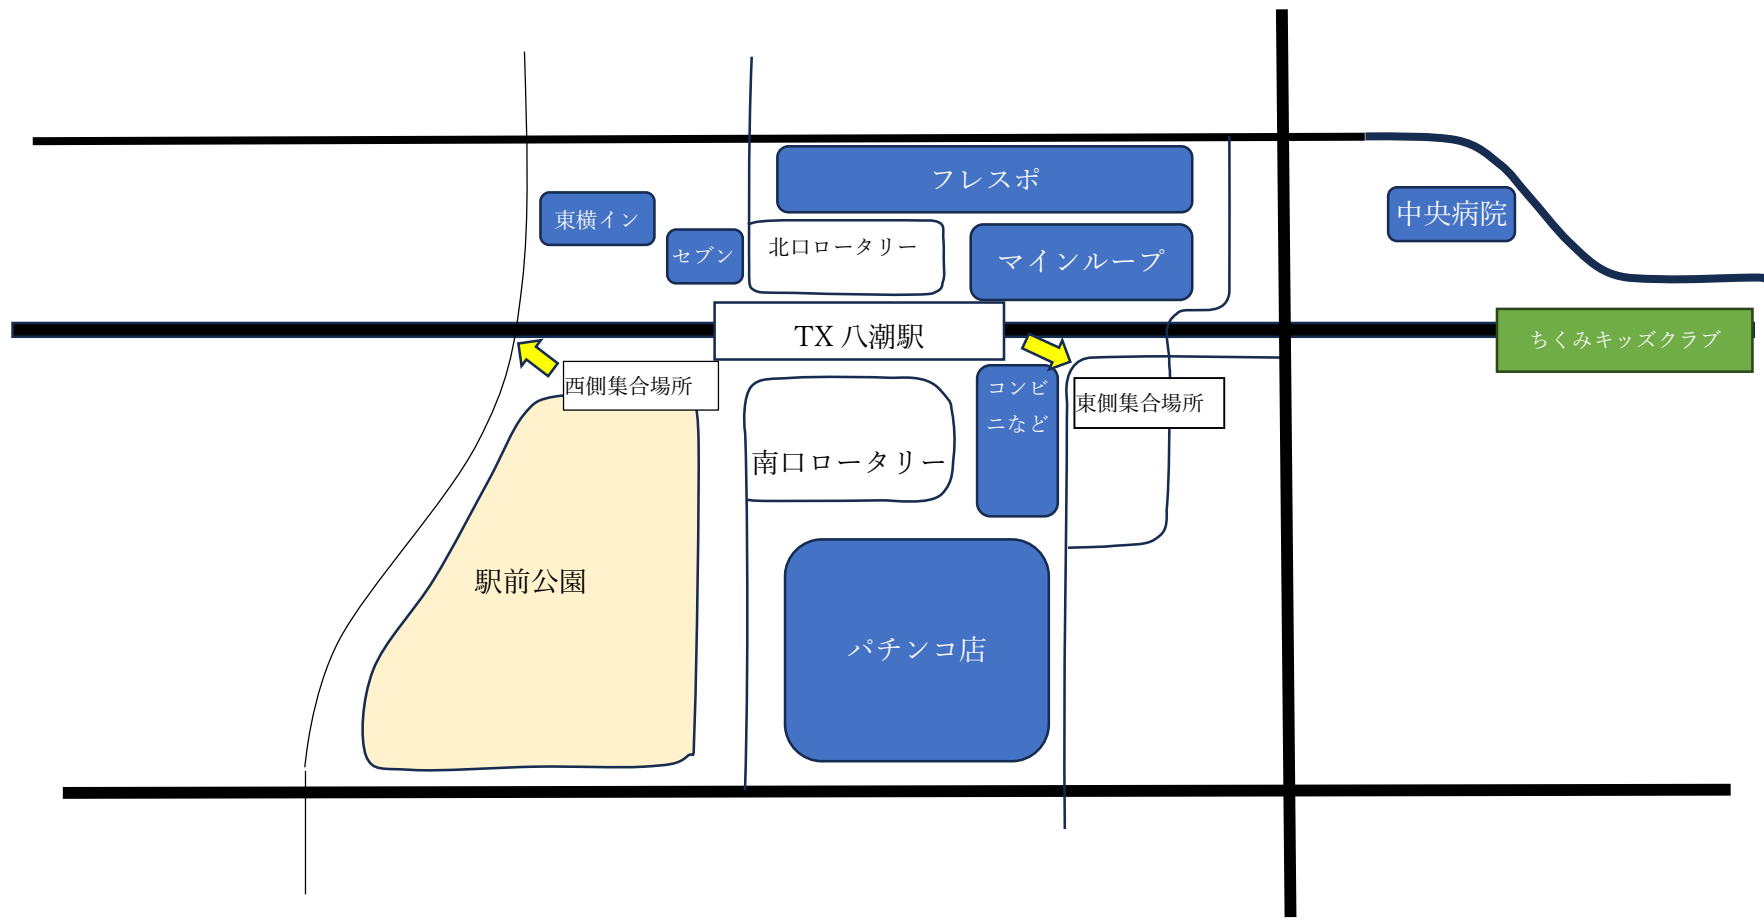 フレスポ
中央病院
東横イン
セブン
北口ロータリー
マインループ
TX 八潮駅
ちくみキッズクラブ
西側集合場所
コンビ
ニなど
東側集合場所
南口ロータリー
駅前公園
パチンコ店